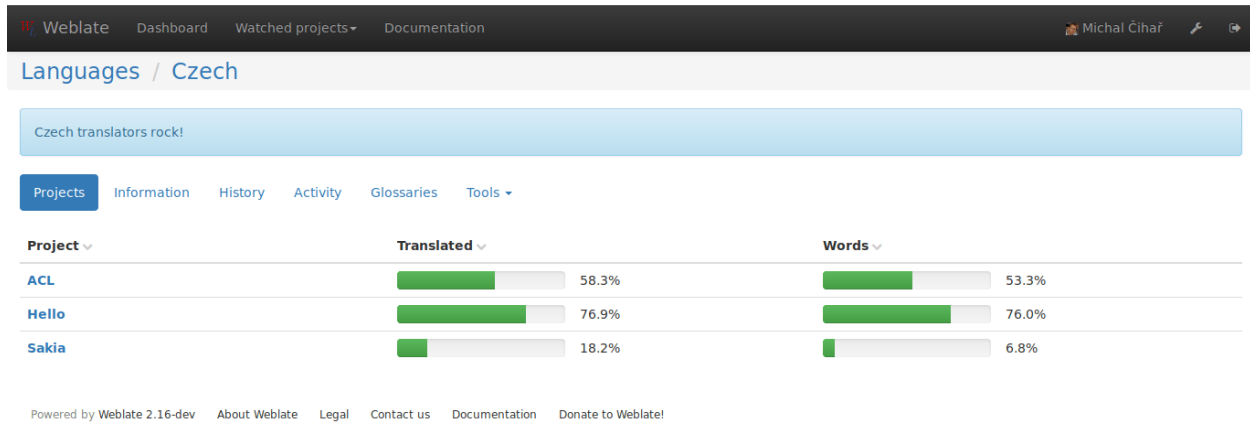 Weblate Dashboard Watched projects Documentation Michal Čihař
Languages / Czech
Czech translators rock!
Projects Information History Activity Glossaries Tools
Project Translated Words
ACL 58.3% 53.3%
Hello 76.9% 76.0%
Sakia 18.2% 6.8%
Powered by Weblate 2.16-dev About Weblate Legal Contact us Documentation Donate to Weblate!